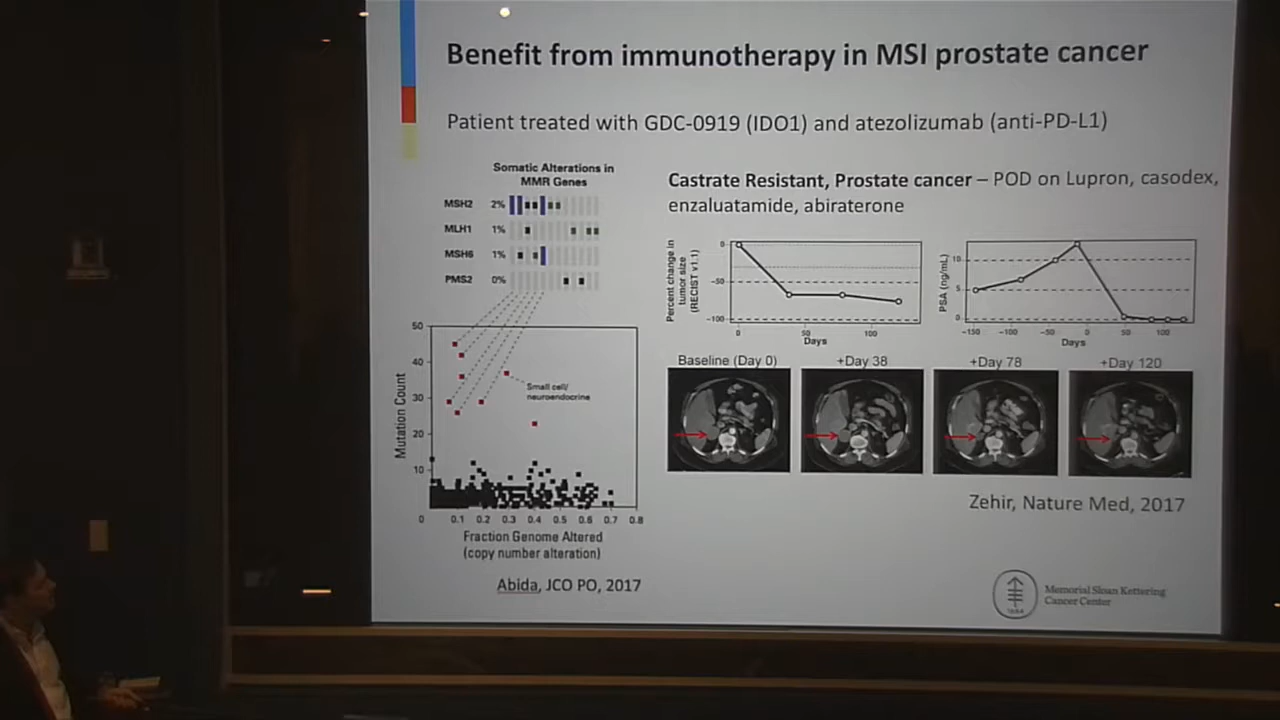 Benefit from immunotherapy in MSI prostate cancer
Patient treated with GDC-0919 (IDO1) and atezolizumab (anti-PD-L1)
Somatic Alterations in
MMR Genes
MSH2 2%
MLH1 1%
MSH6 1%
PMS2 0%
Mutation Count
50
40
30
20
10
Small cell/
neuroendocrine
0 0.1 0.2 0.3 0.4 0.5 0.6 0.7 0.8
Fraction Genome Altered
(copy number alteration)
Abida, JCO PO, 2017
Castrate Resistant, Prostate cancer – POD on Lupron, casodex,
enzaluatamide, abiraterone
Percent change in
tumor size
(RECIST v1.1)
0
-50
-100
0 50 100
Days
PSA (ng/mL)
10
5
0
-150 -100 -50 0 50 100
Days
Baseline (Day 0) +Day 38 +Day 78 +Day 120
Zehir, Nature Med, 2017
Memorial Sloan Kettering
Cancer Center